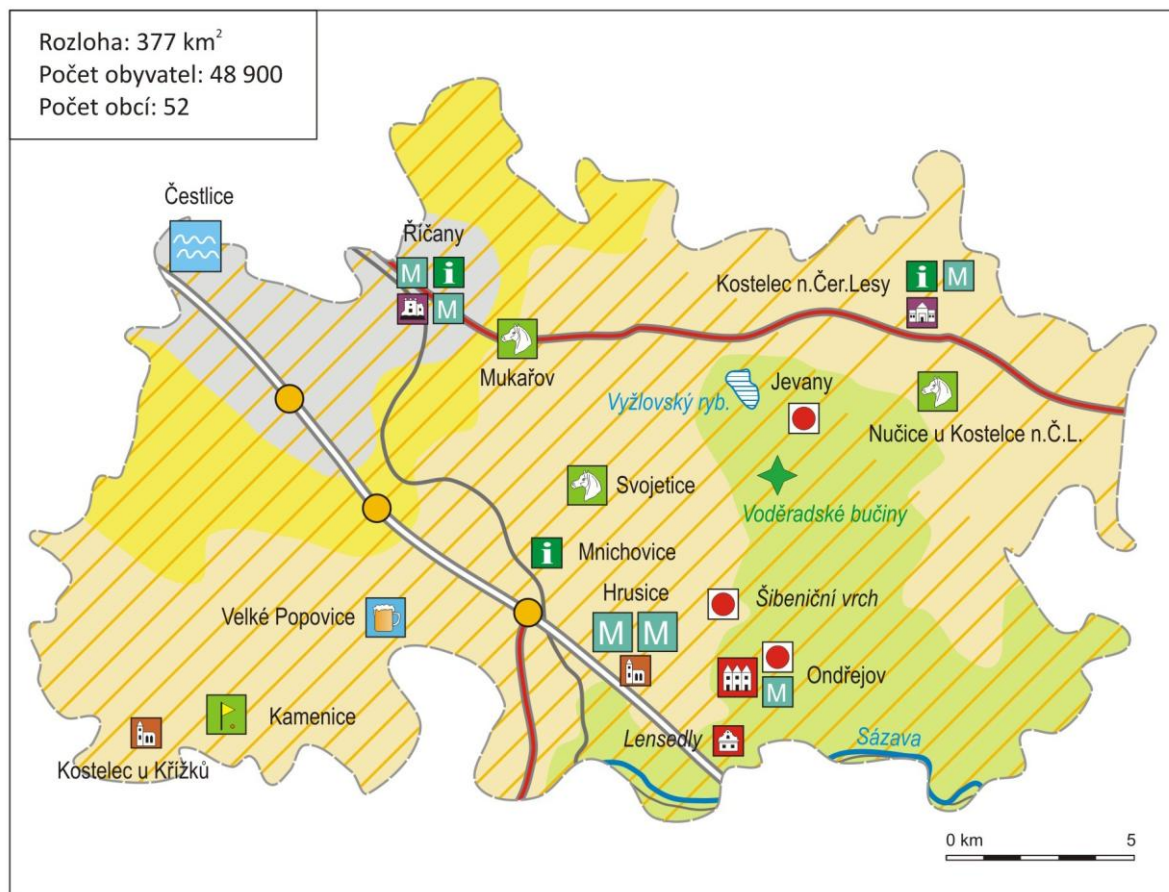 Rozloha: 377 km²
Počet obyvatel: 48 900
Počet obcí: 52
Čestlice
Říčany
M i
M
Kostelec n.Čer.Lesy
i M
Mukařov
Vyžlovský ryb.
Jevany
Nučice u Kostelce n.Č.L.
Svojetice
Voděradské bučiny
i Mnichovice
Hrusice
M M
Šibeniční vrch
Velké Popovice
Ondřejov
M
Kamenice
Lensedly
Sázava
Kostelec u Křížků
0 km 5